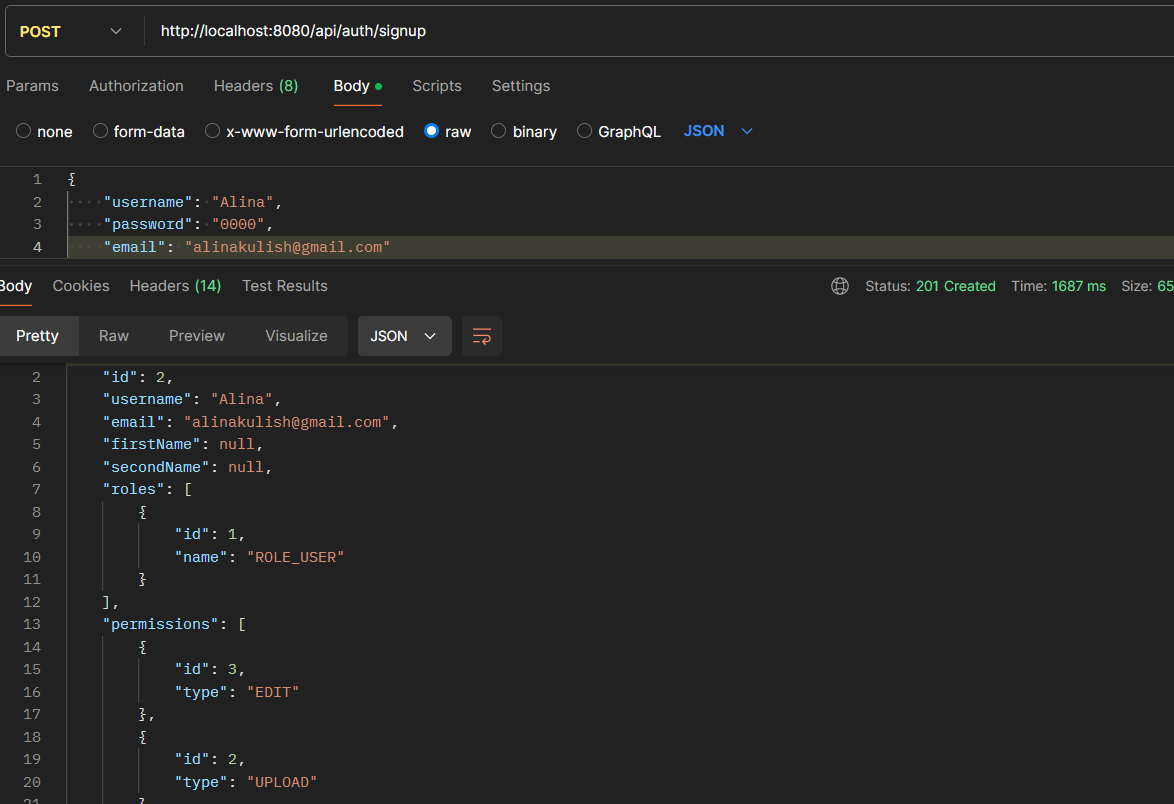 POST http://localhost:8080/api/auth/signup
Params Authorization Headers (8) Body Scripts Settings
none form-data x-www-form-urlencoded raw binary GraphQL JSON
1 {
2 "username": "Alina",
3 "password": "0000",
4 "email": "alinakulish@gmail.com"
Body Cookies Headers (14) Test Results Status: 201 Created Time: 1687 ms Size: 65
Pretty Raw Preview Visualize JSON
2 "id": 2,
3 "username": "Alina",
4 "email": "alinakulish@gmail.com",
5 "firstName": null,
6 "secondName": null,
7 "roles": [
8 {
9 "id": 1,
10 "name": "ROLE_USER"
11 }
12 ],
13 "permissions": [
14 {
15 "id": 3,
16 "type": "EDIT"
17 },
18 {
19 "id": 2,
20 "type": "UPLOAD"
21 }